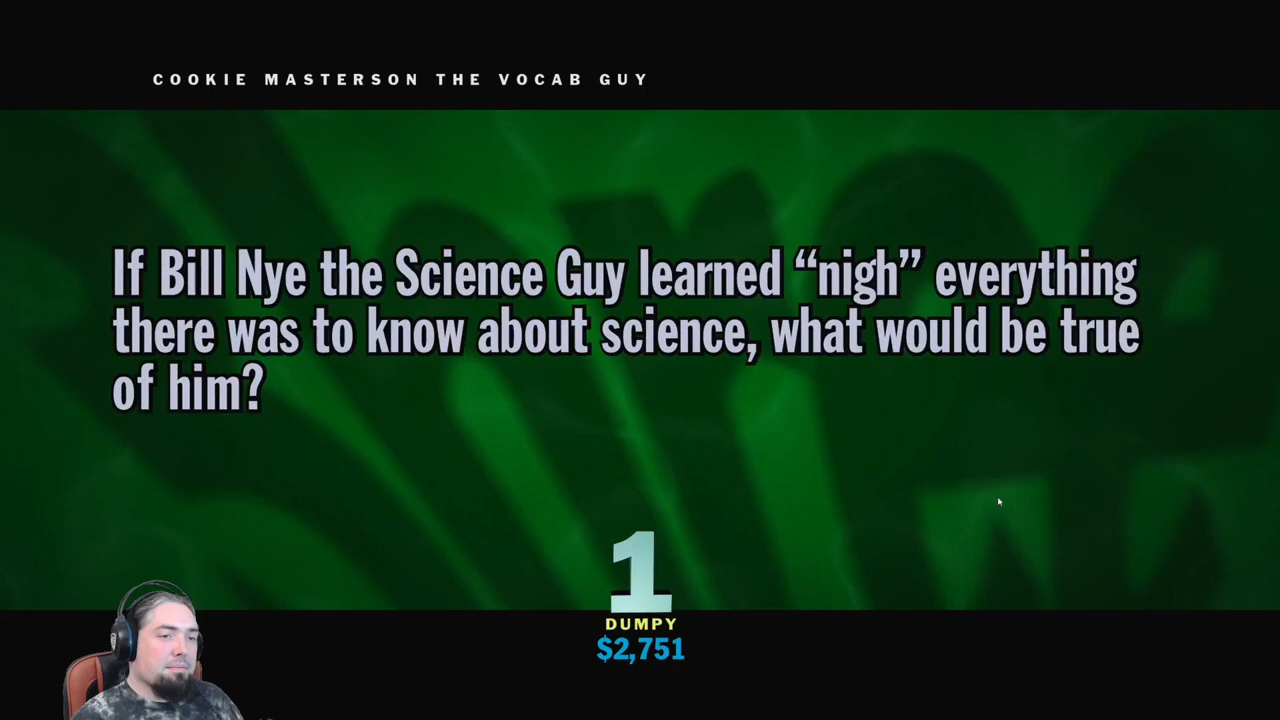 COOKIE MASTERSON THE VOCAB GUY
If Bill Nye the Science Guy learned “nigh” everything
there was to know about science, what would be true
of him?
1
DUMPY
$2,751